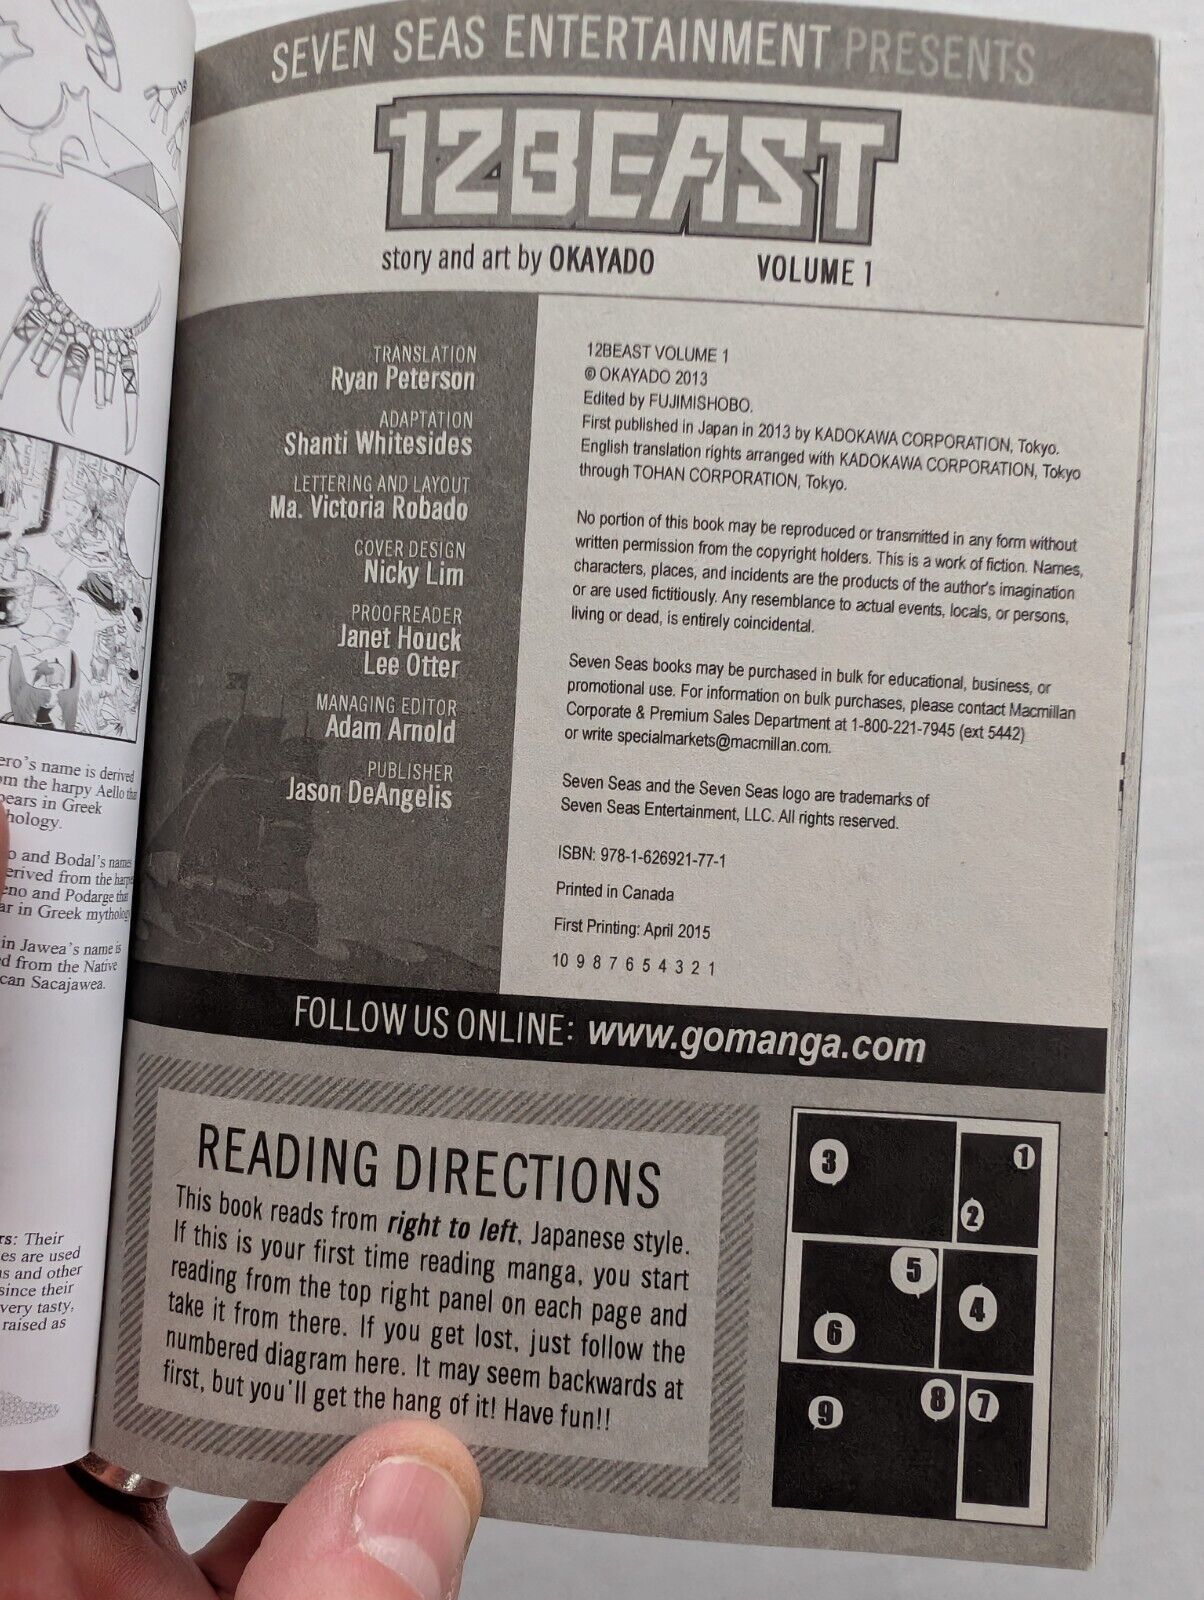 SEVEN SEAS ENTERTAINMENT PRESENTS
12BEAST
story and art by OKAYADO
VOLUME 1
TRANSLATION
Ryan Peterson
ADAPTATION
Shanti Whitesides
LETTERING AND LAYOUT
Ma. Victoria Robado
COVER DESIGN
Nicky Lim
PROOFREADER
Janet Houck
Lee Otter
MANAGING EDITOR
Adam Arnold
PUBLISHER
Jason DeAngelis
12BEAST VOLUME 1
© OKAYADO 2013
Edited by FUJIMISHOBO.
First published in Japan in 2013 by KADOKAWA CORPORATION, Tokyo.
English translation rights arranged with KADOKAWA CORPORATION, Tokyo
through TOHAN CORPORATION, Tokyo.
No portion of this book may be reproduced or transmitted in any form without
written permission from the copyright holders. This is a work of fiction. Names,
characters, places, and incidents are the products of the author's imagination
or are used fictitiously. Any resemblance to actual events, locals, or persons,
living or dead, is entirely coincidental.
Seven Seas books may be purchased in bulk for educational, business, or
promotional use. For information on bulk purchases, please contact Macmillan
Corporate & Premium Sales Department at 1-800-221-7945 (ext 5442)
or write specialmarkets@macmillan.com.
Seven Seas and the Seven Seas logo are trademarks of
Seven Seas Entertainment, LLC. All rights reserved.
ISBN: 978-1-626921-77-1
Printed in Canada
First Printing: April 2015
10 9 8 7 6 5 4 3 2 1
FOLLOW US ONLINE: www.gomanga.com
READING DIRECTIONS
This book reads from right to left, Japanese style.
If this is your first time reading manga, you start
reading from the top right panel on each page and
take it from there. If you get lost, just follow the
numbered diagram here. It may seem backwards at
first, but you'll get the hang of it! Have fun!!
1
2
3
4
5
6
7
8
9
ero's name is derived
om the harpy Aello that
pears in Greek
hology.
o and Bodal's names
erived from the harpies
eno and Podarge that
ar in Greek mythology
in Jawea's name is
d from the Native
can Sacajawea.
rs: Their
es are used
as and other
since their
very tasty,
raised as